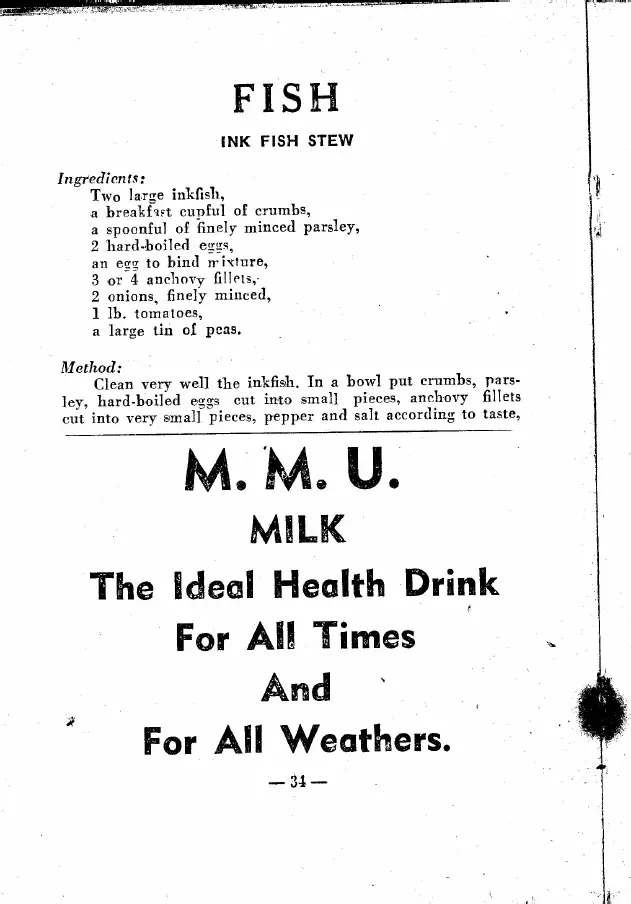 FISH
INK FISH STEW
Ingredients:
Two large inkfish,
a breakfast cupful of crumbs,
a spoonful of finely minced parsley,
2 hard-boiled eggs,
an egg to bind mixture,
3 or 4 anchovy fillets,
2 onions, finely minced,
1 lb. tomatoes,
a large tin of peas.
Method:
Clean very well the inkfish. In a bowl put crumbs, pars-
ley, hard-boiled eggs cut into small pieces, anchovy fillets
cut into very small pieces, pepper and salt according to taste,
M. M. U.
MILK
The Ideal Health Drink
For All Times
And
For All Weathers.
— 34 —